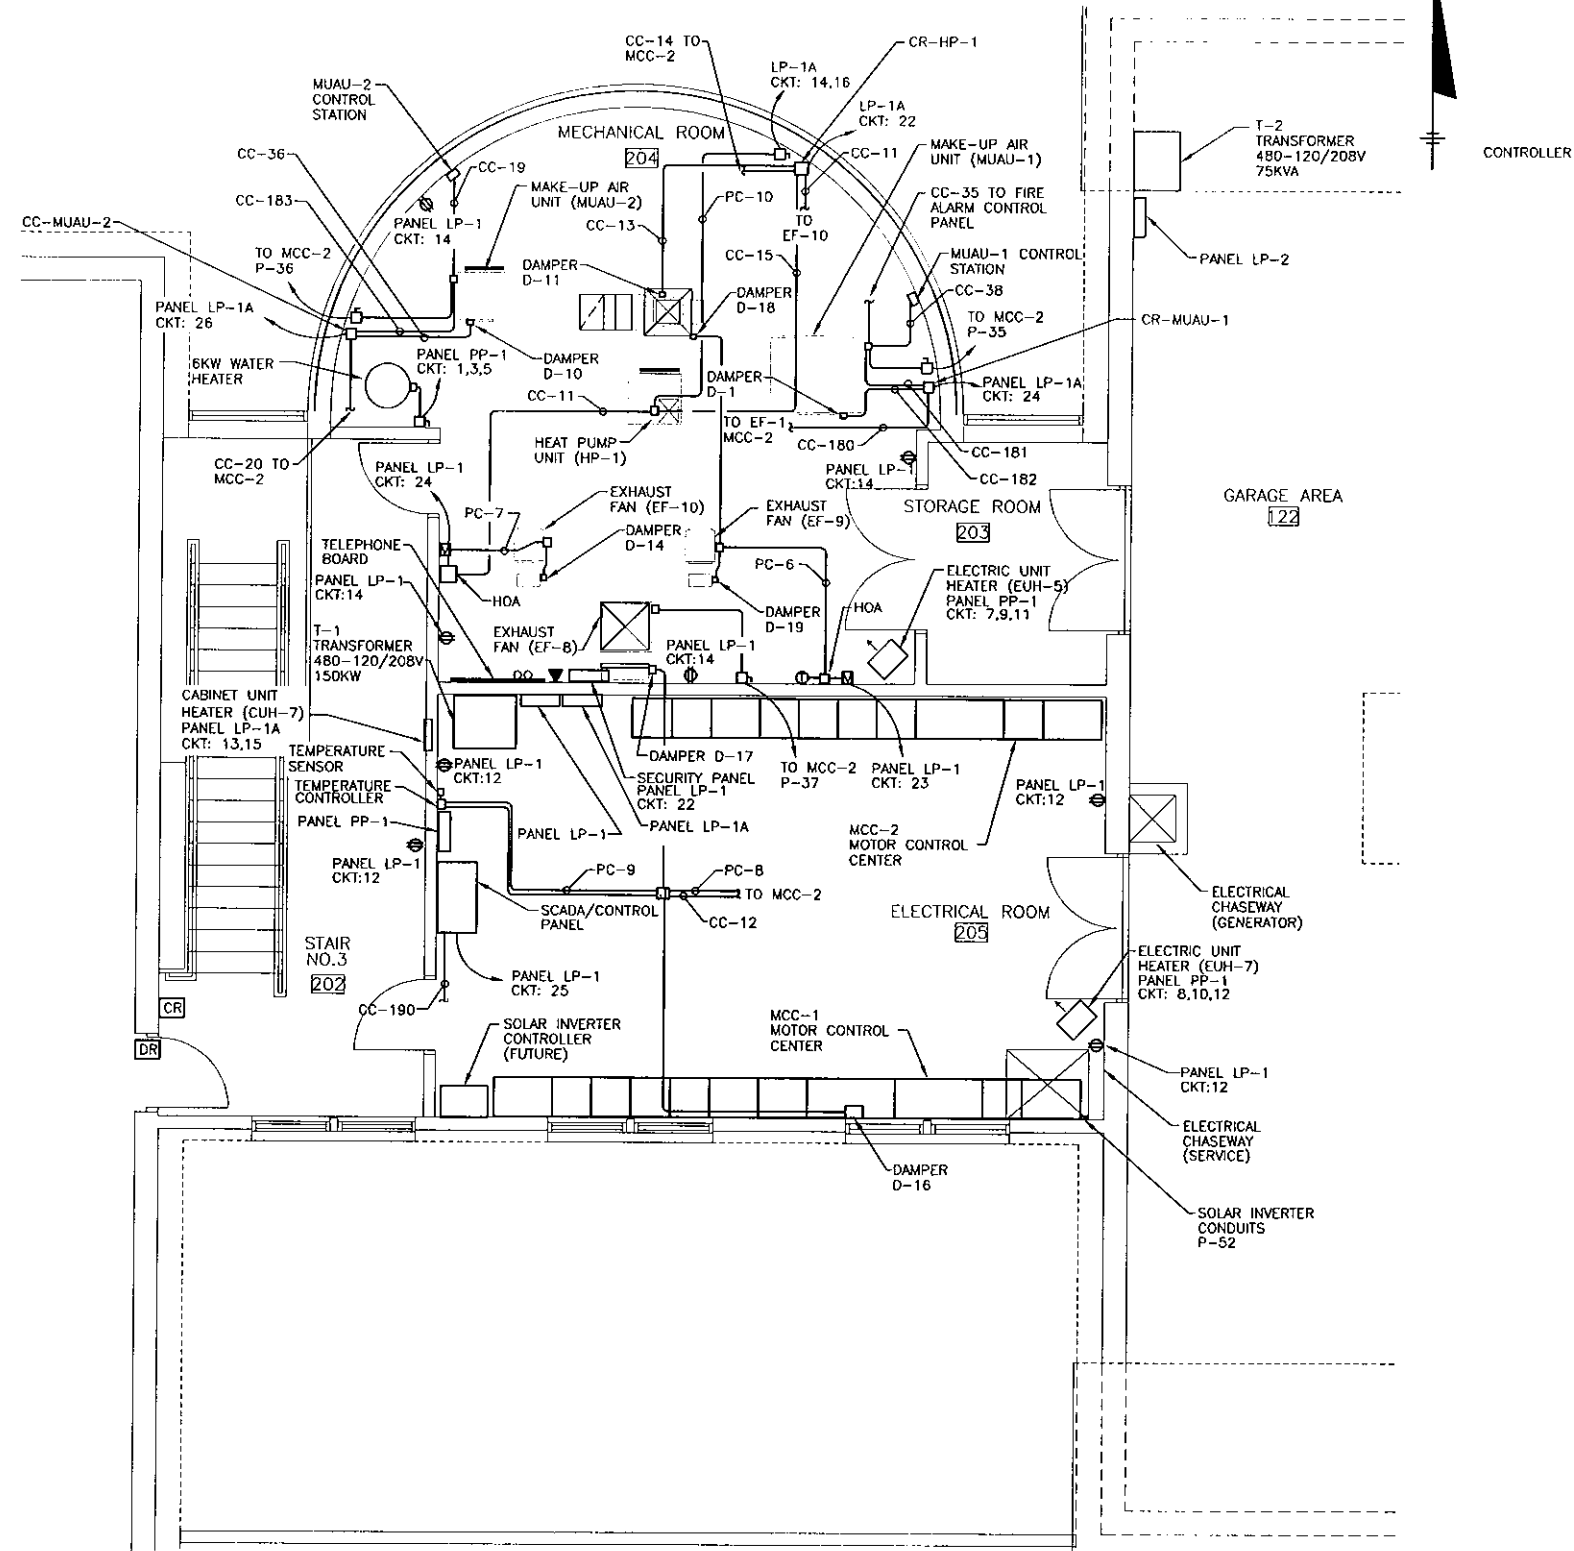 CC-14 TO
MCC-2
CR-HP-1
LP-1A
CKT: 14,16
MUAU-2
CONTROL
STATION
LP-1A
CKT: 22
MECHANICAL ROOM
204
MAKE-UP AIR
UNIT (MUAU-1)
T-2
TRANSFORMER
480-120/208V
75KVA
CONTROLLER
CC-36
CC-19
CC-11
CC-183
MAKE-UP AIR
UNIT (MUAU-2)
PC-10
CC-35 TO FIRE
ALARM CONTROL
PANEL
CC-MUAU-2
PANEL LP-1
CKT: 14
CC-13
TO
EF-10
TO MCC-2
P-36
CC-15
MUAU-1 CONTROL
STATION
PANEL LP-2
DAMPER
D-11
DAMPER
D-18
CC-38
PANEL LP-1A
CKT: 26
TO MCC-2
P-35
CR-MUAU-1
6KW WATER
HEATER
PANEL PP-1
CKT: 1,3,5
DAMPER
D-10
DAMPER
D-1
PANEL LP-1A
CKT: 24
CC-11
TO EF-1
MCC-2
CC-180
HEAT PUMP
UNIT (HP-1)
CC-181
CC-20 TO
MCC-2
PANEL LP-1
CKT: 24
PANEL LP-1
CKT:14
CC-182
EXHAUST
FAN (EF-10)
EXHAUST
FAN (EF-9)
STORAGE ROOM
203
GARAGE AREA
122
PC-7
DAMPER
D-14
TELEPHONE
BOARD
PC-6
ELECTRIC UNIT
HEATER (EUH-5)
PANEL PP-1
CKT: 7,9,11
PANEL LP-1
CKT:14
HOA
HOA
DAMPER
D-19
T-1
TRANSFORMER
480-120/208V
150KW
EXHAUST
FAN (EF-8)
PANEL LP-1
CKT:14
CABINET UNIT
HEATER (CUH-7)
PANEL LP-1A
CKT: 13,15
TEMPERATURE
SENSOR
PANEL LP-1
CKT:12
DAMPER D-17
SECURITY PANEL
PANEL LP-1
CKT: 22
TO MCC-2
P-37
PANEL LP-1
CKT: 23
PANEL LP-1
CKT:12
TEMPERATURE
CONTROLLER
PANEL PP-1
PANEL LP-1
PANEL LP-1A
MCC-2
MOTOR CONTROL
CENTER
PANEL LP-1
CKT:12
PC-9
PC-8
TO MCC-2
CC-12
SCADA/CONTROL
PANEL
ELECTRICAL ROOM
205
ELECTRICAL
CHASEWAY
(GENERATOR)
STAIR
NO.3
202
PANEL LP-1
CKT: 25
ELECTRIC UNIT
HEATER (EUH-7)
PANEL PP-1
CKT: 8,10,12
CR
CC-190
SOLAR INVERTER
CONTROLLER
(FUTURE)
MCC-1
MOTOR CONTROL
CENTER
DR
PANEL LP-1
CKT:12
ELECTRICAL
CHASEWAY
(SERVICE)
DAMPER
D-16
SOLAR INVERTER
CONDUITS
P-52